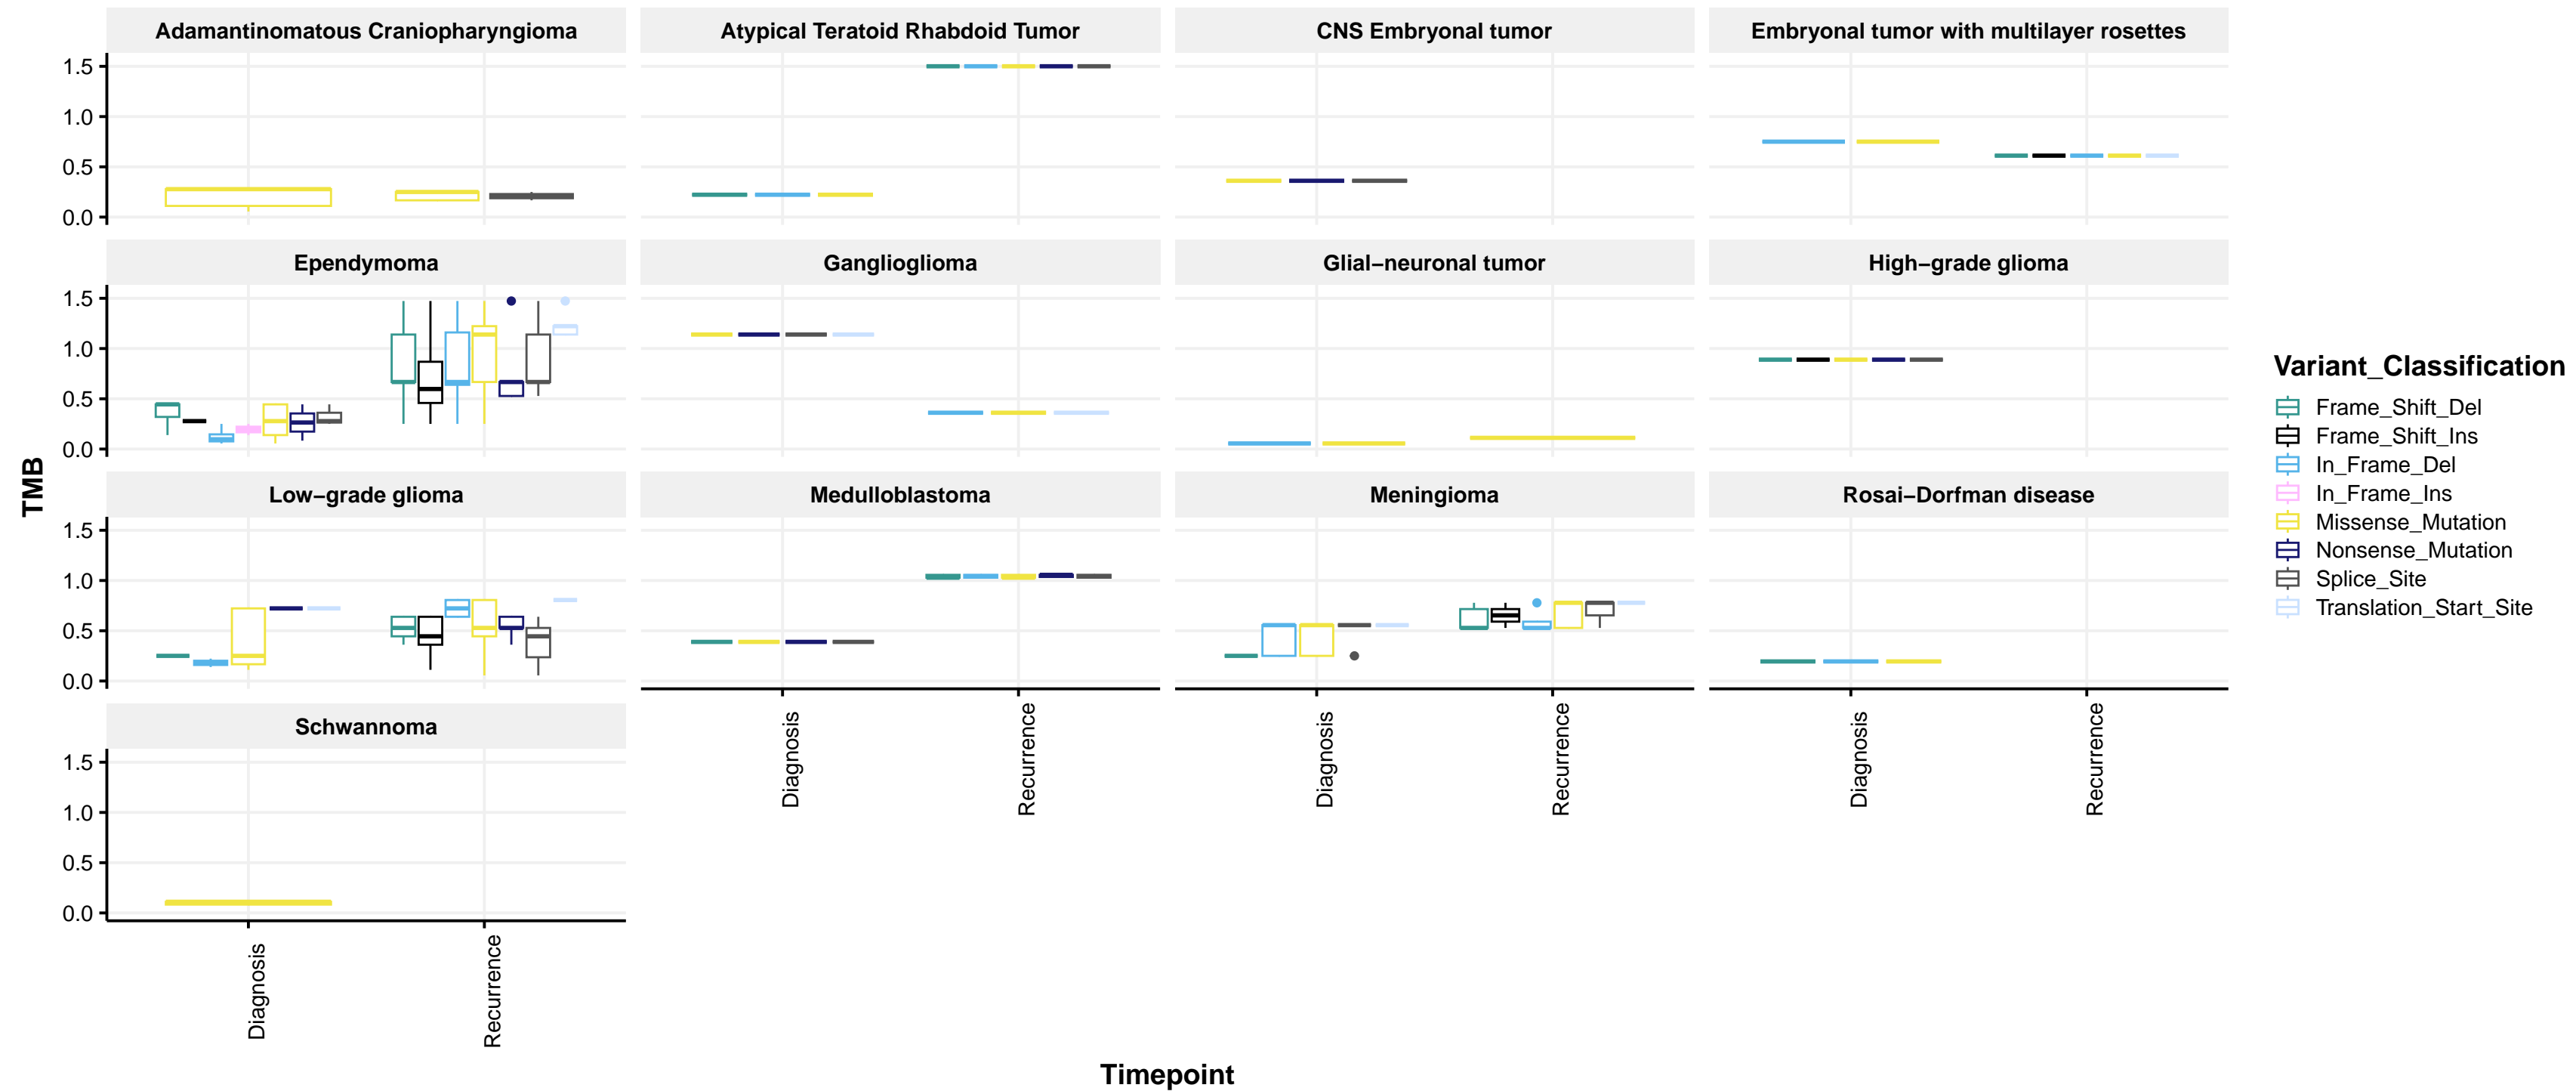 Adamantinomatous Craniopharyngioma
Atypical Teratoid Rhabdoid Tumor
CNS Embryonal tumor
Embryonal tumor with multilayer rosettes
1.5
1.0
0.5
0.0
Ependymoma
Ganglioglioma
Glial−neuronal tumor
High−grade glioma
1.5
1.0
0.5
0.0
Low−grade glioma
Medulloblastoma
Meningioma
Rosai−Dorfman disease
1.5
1.0
0.5
0.0
Diagnosis
Recurrence
Diagnosis
Recurrence
Diagnosis
Recurrence
Schwannoma
1.5
1.0
0.5
0.0
Diagnosis
Recurrence
TMB
Timepoint
Variant_Classification
Frame_Shift_Del
Frame_Shift_Ins
In_Frame_Del
In_Frame_Ins
Missense_Mutation
Nonsense_Mutation
Splice_Site
Translation_Start_Site